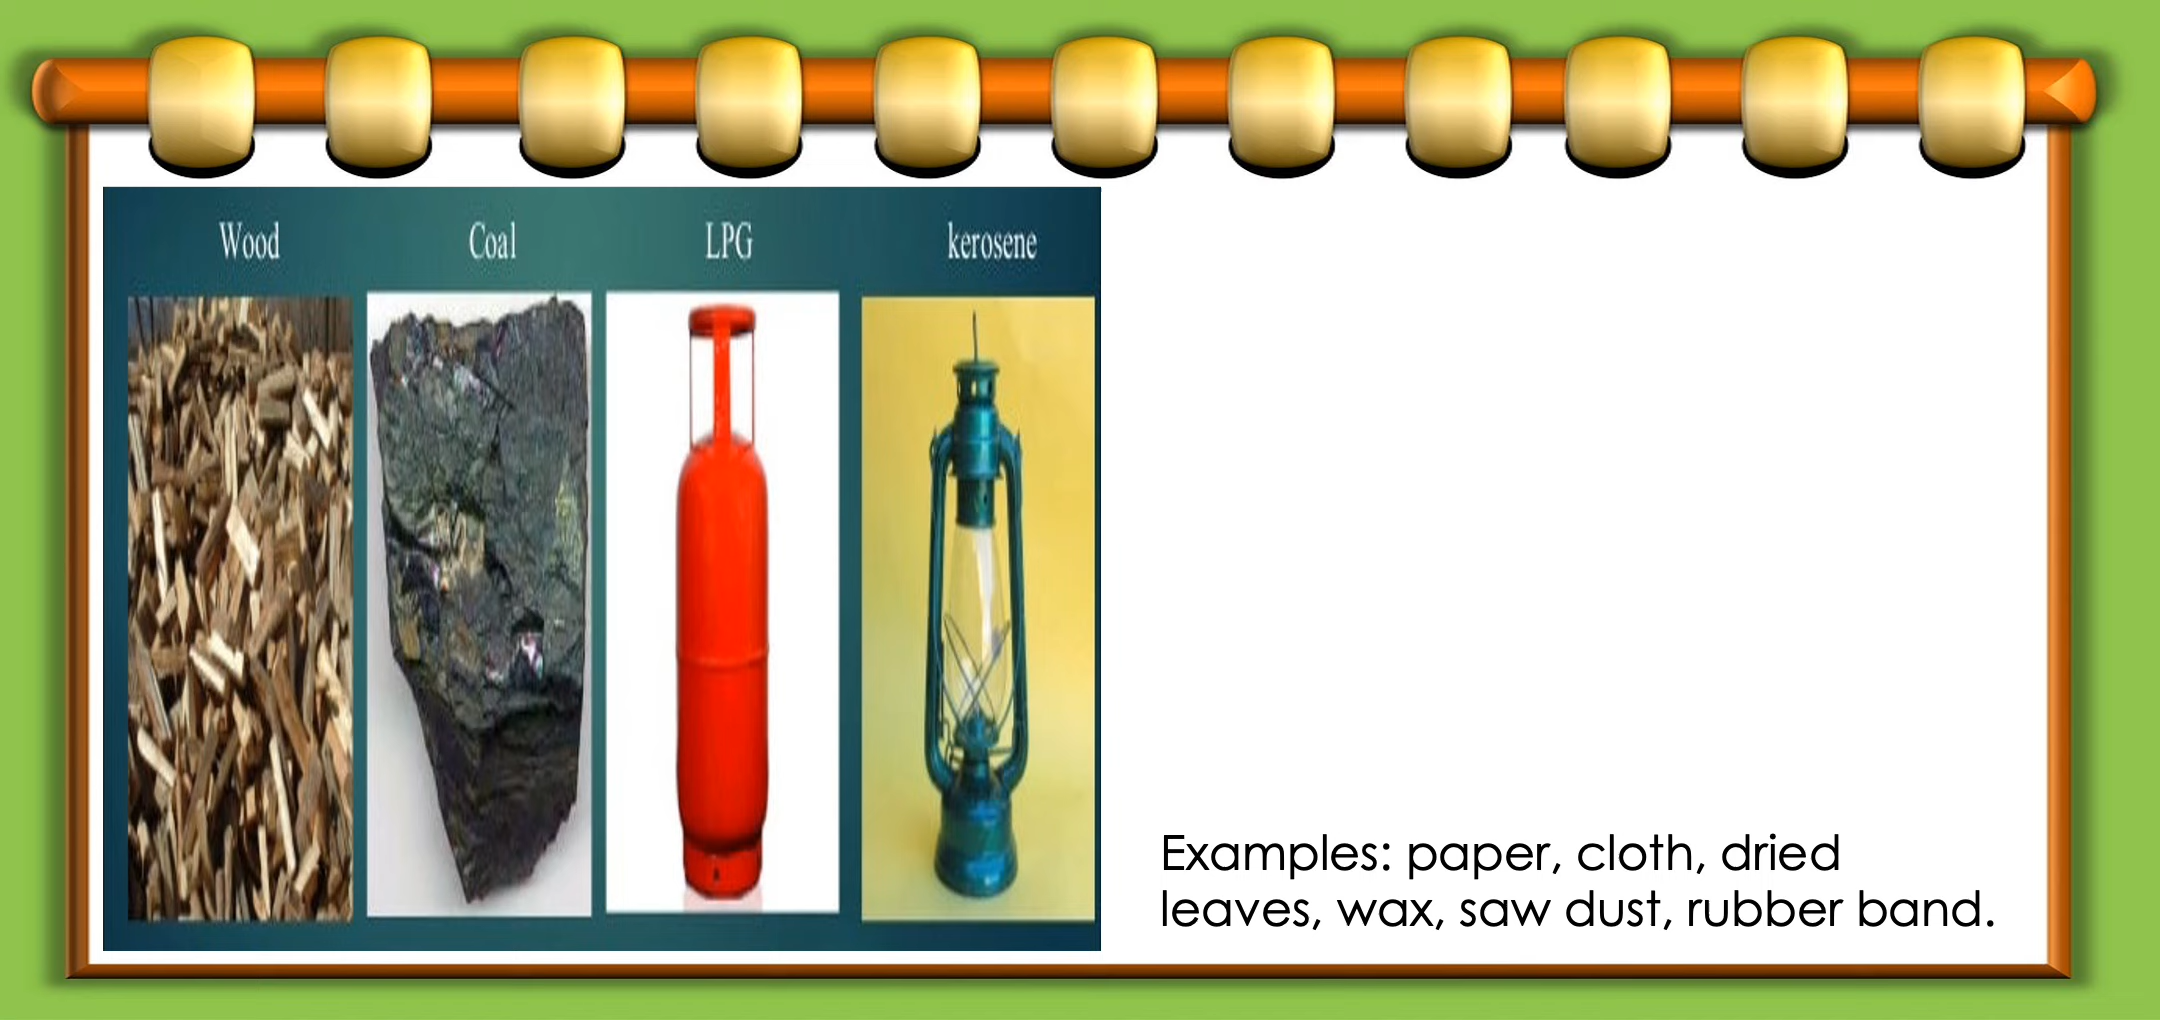 Wood Coal LPG kerosene
Examples: paper, cloth, dried
leaves, wax, saw dust, rubber band.